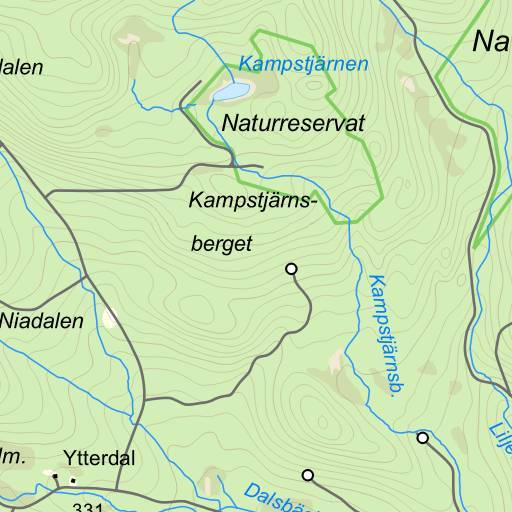 Na
Kampstjärnen
Naturreservat
Kampstjärns-
berget
Kampstjärnsb.
Niadalen
Ytterdal
331